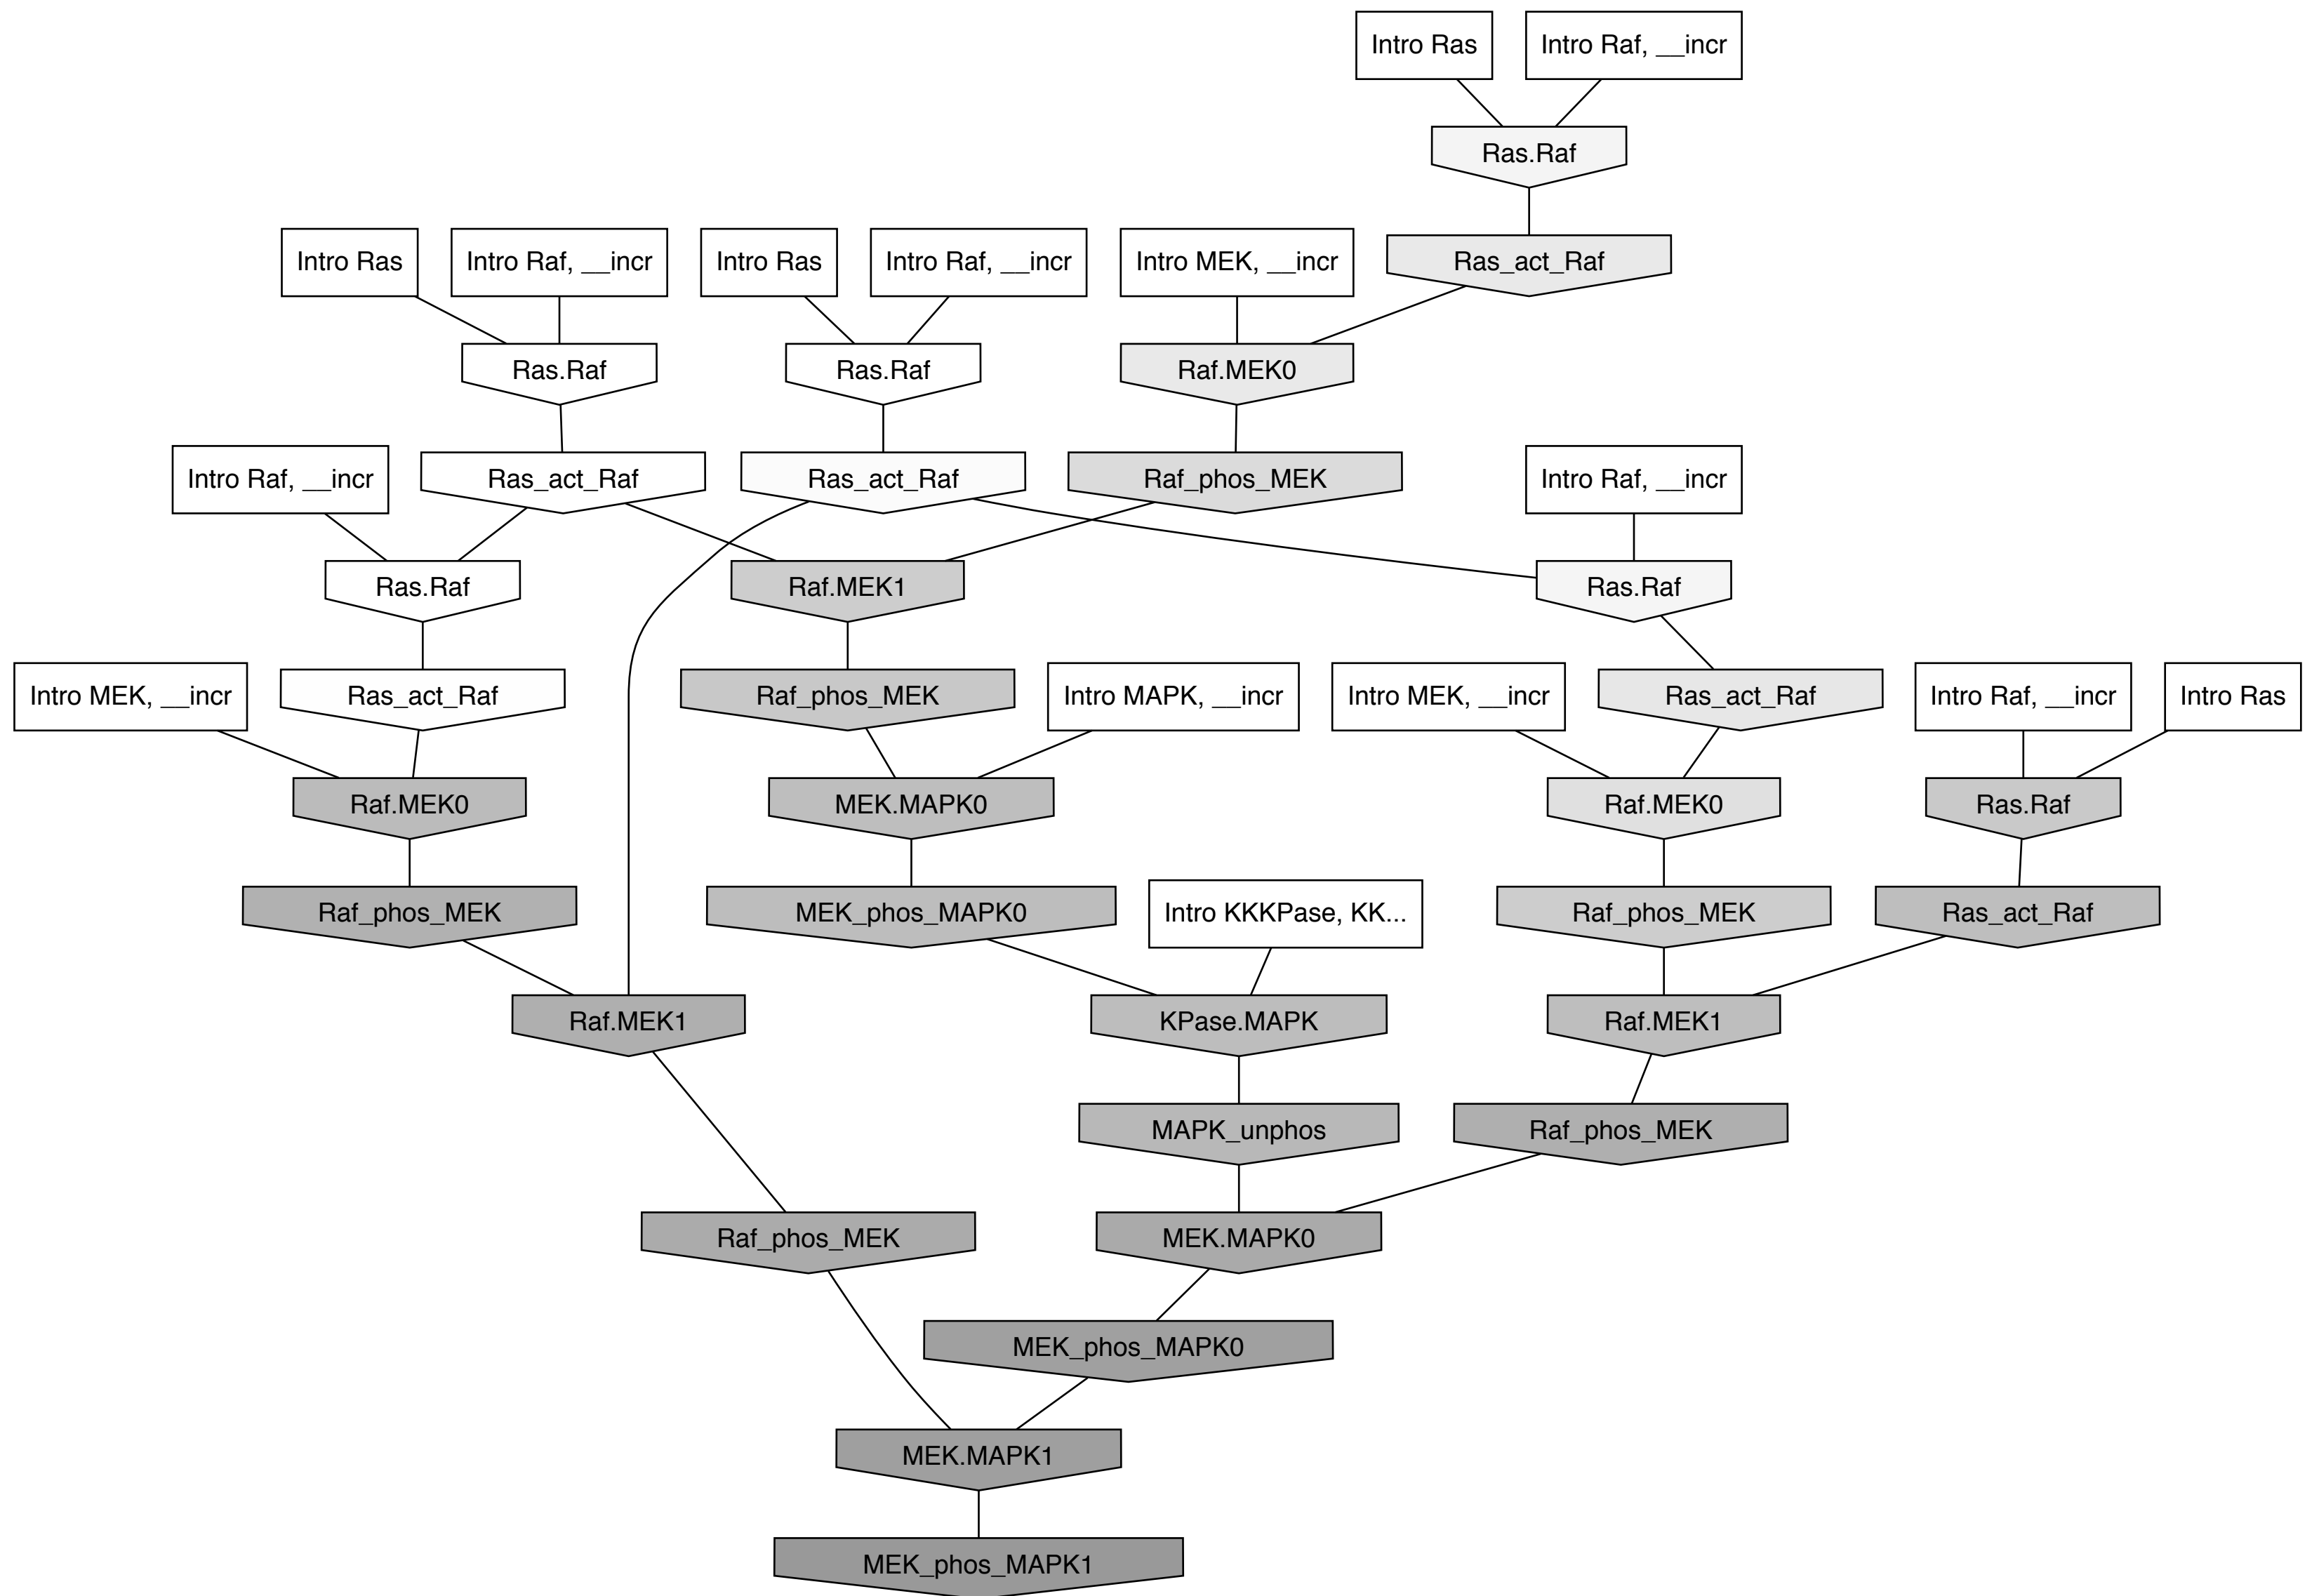 Intro Ras
Intro Raf, __incr
Ras.Raf
Intro Ras
Intro Raf, __incr
Intro Ras
Intro Raf, __incr
Intro MEK, __incr
Ras_act_Raf
Ras.Raf
Ras.Raf
Raf.MEK0
Intro Raf, __incr
Ras_act_Raf
Ras_act_Raf
Raf_phos_MEK
Intro Raf, __incr
Ras.Raf
Raf.MEK1
Ras.Raf
Intro MEK, __incr
Ras_act_Raf
Raf_phos_MEK
Intro MAPK, __incr
Intro MEK, __incr
Ras_act_Raf
Intro Raf, __incr
Intro Ras
Raf.MEK0
MEK.MAPK0
Raf.MEK0
Ras.Raf
Raf_phos_MEK
MEK_phos_MAPK0
Intro KKKPase, KK...
Raf_phos_MEK
Ras_act_Raf
Raf.MEK1
KPase.MAPK
Raf.MEK1
MAPK_unphos
Raf_phos_MEK
Raf_phos_MEK
MEK.MAPK0
MEK_phos_MAPK0
MEK.MAPK1
MEK_phos_MAPK1